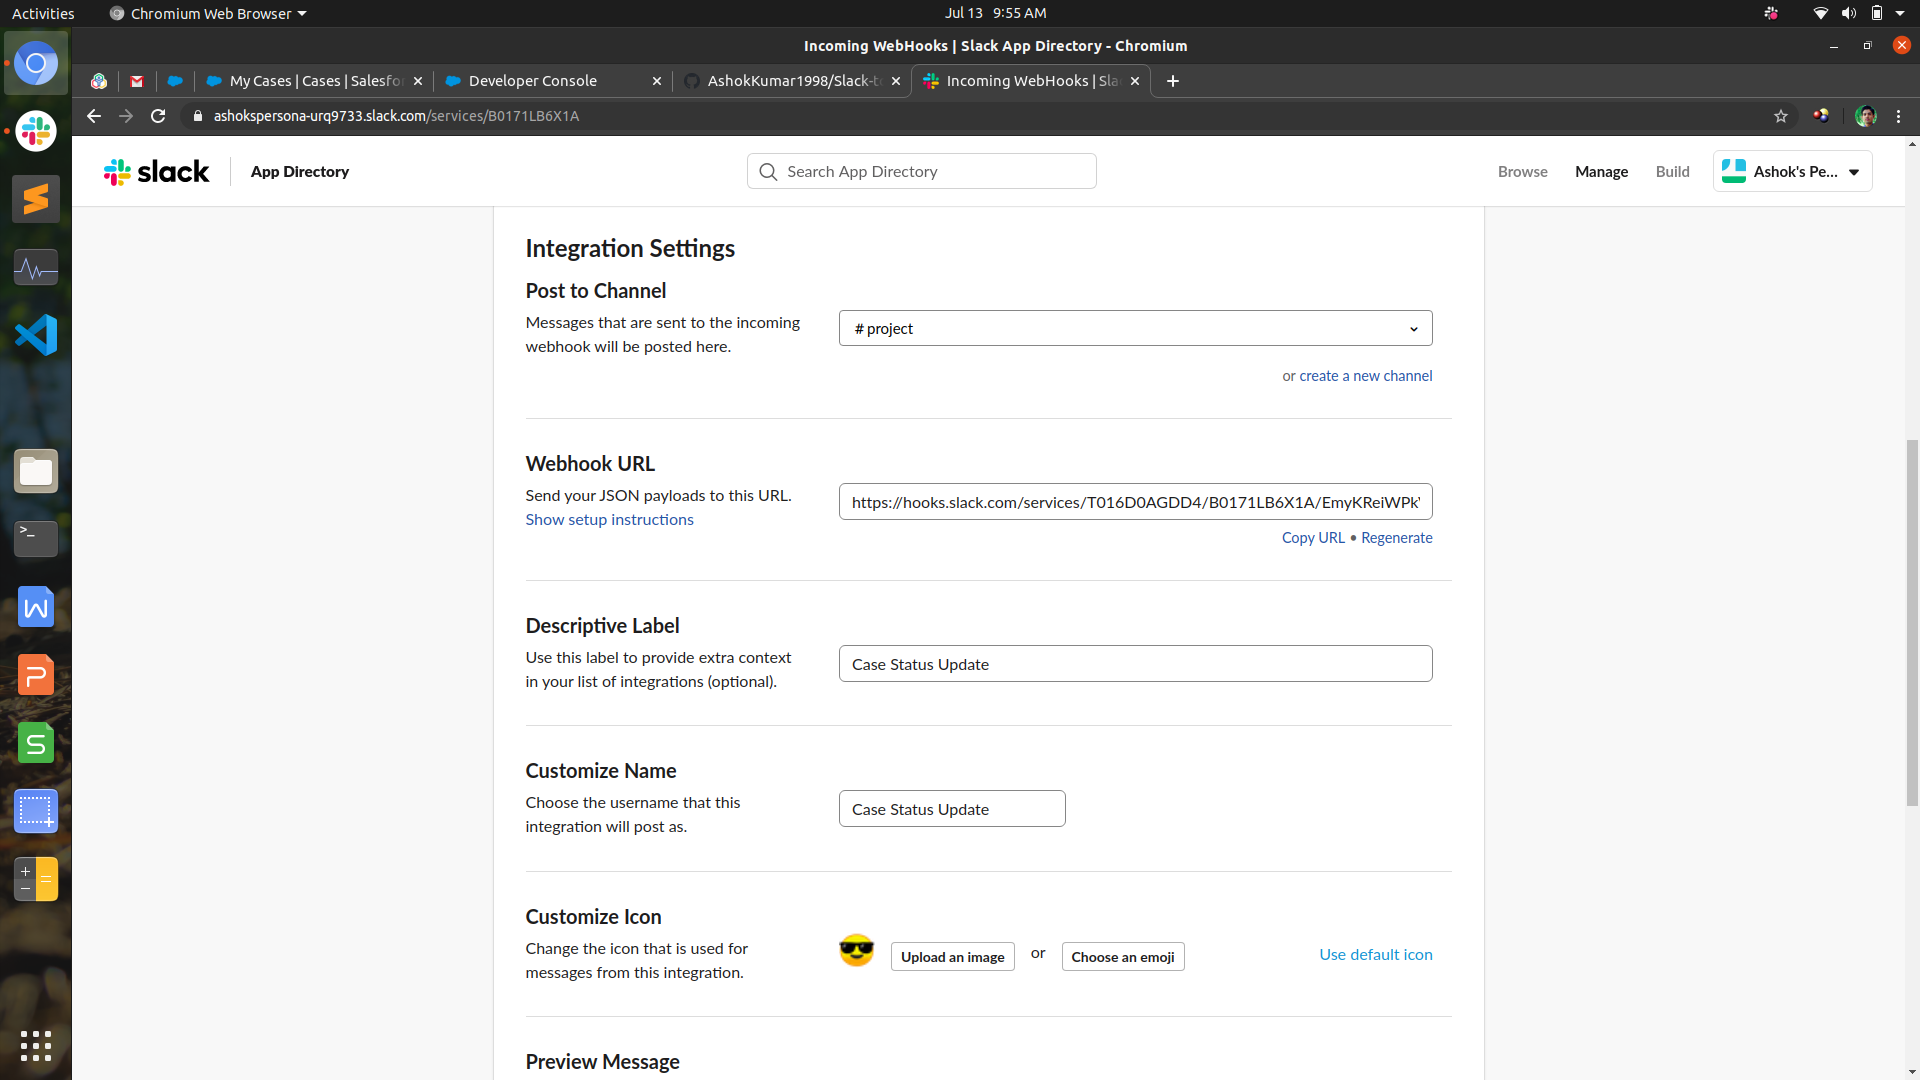 Activities
Chromium Web Browser
Jul 13 9:55 AM
Incoming WebHooks | Slack App Directory - Chromium
My Cases | Cases | Salesfo
Developer Console
AshokKumar1998/Slack-t
Incoming WebHooks | Sla
ashokspersona-urq9733.slack.com/services/B0171LB6X1A
slack
App Directory
Search App Directory
Browse
Manage
Build
Ashok's Pe...
Integration Settings
Post to Channel
Messages that are sent to the incoming
webhook will be posted here.
# project
or create a new channel
Webhook URL
Send your JSON payloads to this URL.
Show setup instructions
https://hooks.slack.com/services/T016D0AGDD4/B0171LB6X1A/EmyKReiWPk
Copy URL • Regenerate
Descriptive Label
Use this label to provide extra context
in your list of integrations (optional).
Case Status Update
Customize Name
Choose the username that this
integration will post as.
Case Status Update
Customize Icon
Change the icon that is used for
messages from this integration.
Upload an image
or
Choose an emoji
Use default icon
Preview Message